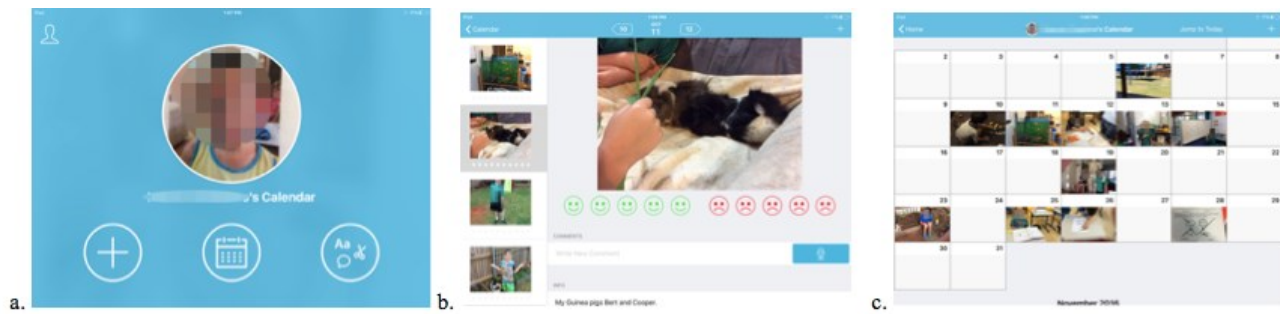 a.
's Calendar
Aa
b.
Calendar
10
11
12
COMMENTS
Write New Comment
INFO
My Guinea pigs Bert and Cooper.
c.
Home
's Calendar
Jump to Today
2 3 4 5 6 7 8
9 10 11 12 13 14 15
16 17 18 19 20 21 22
23 24 25 26 27 28 29
30 31
November 2016